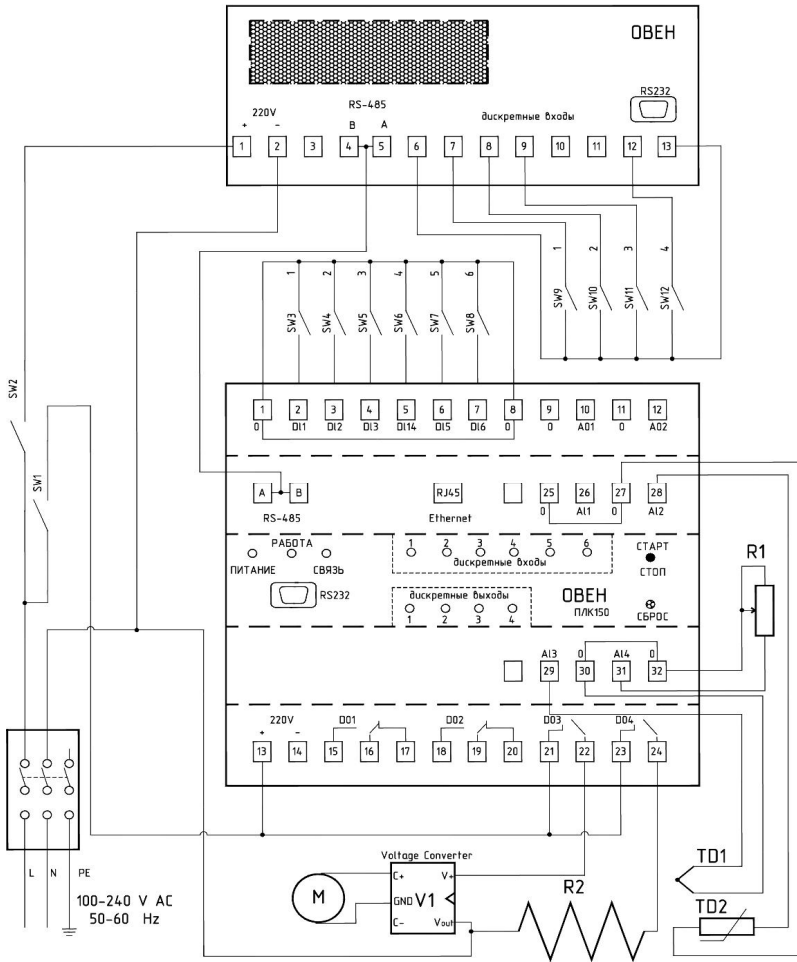 ОВЕН
RS232
220V
RS-485
дискретные входы
+ - B A
1 2 3 4 5 6 7 8 9 10 11 12 13
1 2 3 4 5 6
SW3 SW4 SW5 SW6 SW7 SW8
1 2 3 4
SW9 SW10 SW11 SW12
SW2
SW1
1 2 3 4 5 6 7 8 9 10 11 12
0 DI1 DI2 DI3 DI14 DI5 DI6 0 0 A01 0 A02
A B RJ45 25 26 27 28
0 AI1 0 AI2
RS-485 Ethernet
РАБОТА
ПИТАНИЕ СВЯЗЬ
RS232
1 2 3 4 5 6
дискретные входы
СТАРТ
СТОП
дискретные выходы
1 2 3 4
ОВЕН
ПЛК150
СБРОС
R1
AI3 0 AI4 0
29 30 31 32
220V D01 D02 D03 D04
+ -
13 14 15 16 17 18 19 20 21 22 23 24
L N PE
100-240 V AC
50-60 Hz
Voltage Converter
C+ V+
GND V1
C- Vout
M
R2
TD1
TD2